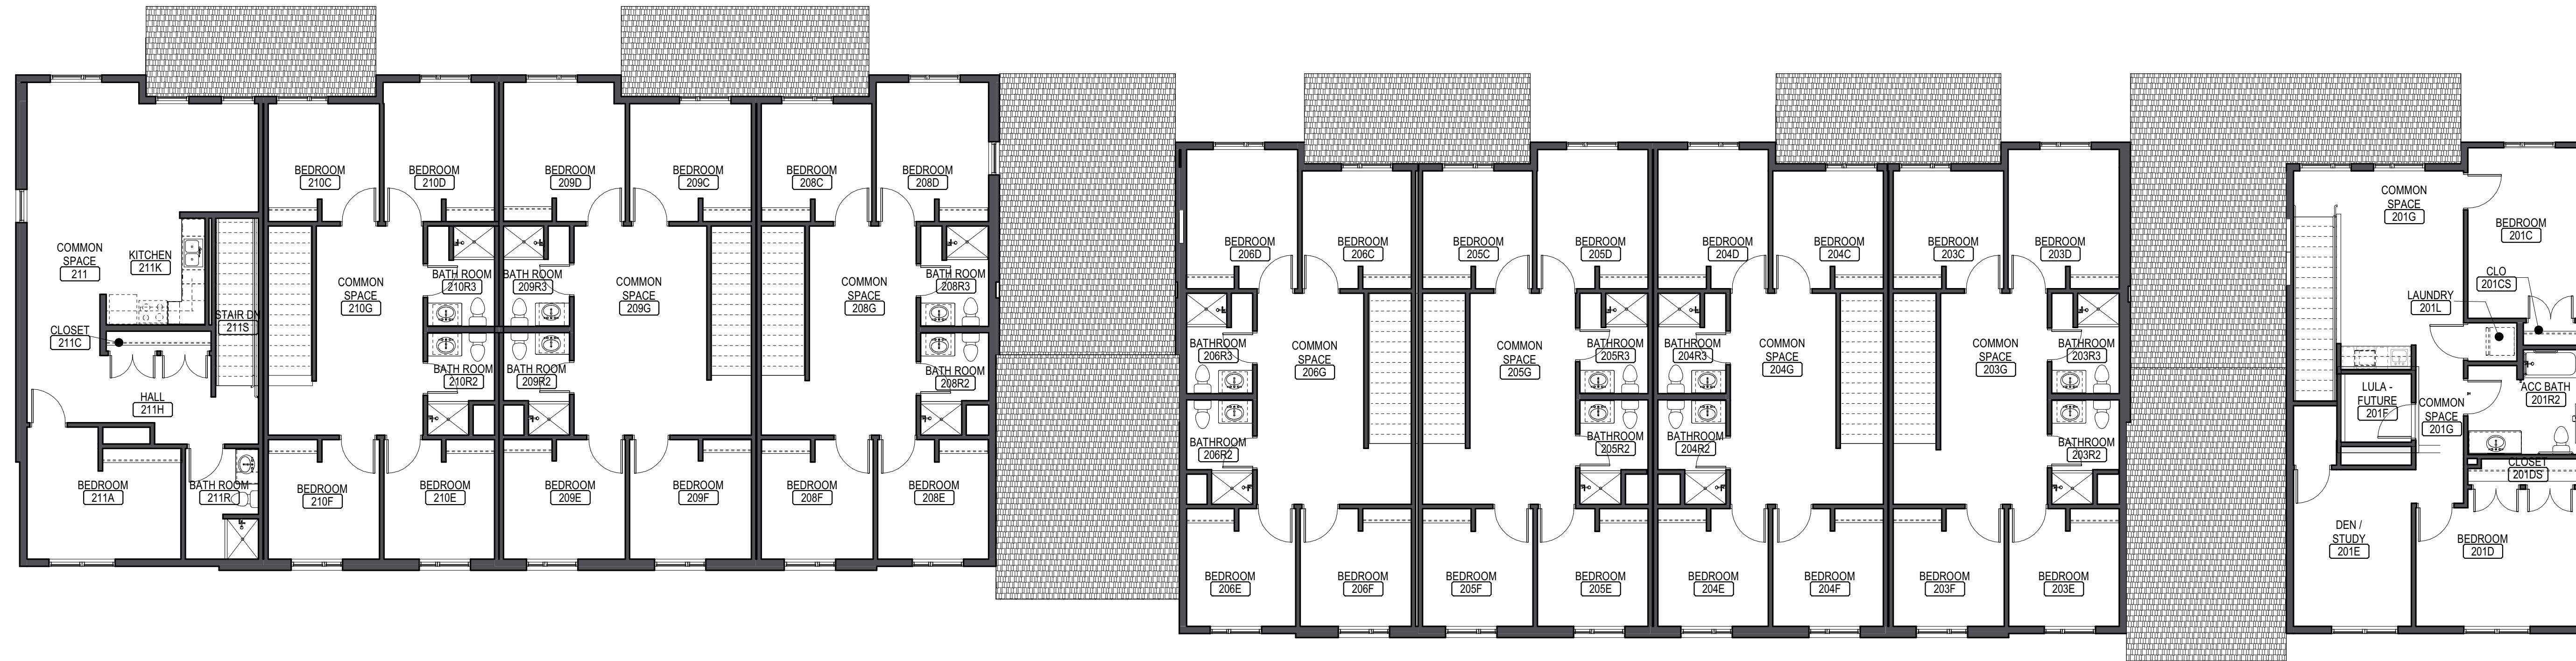 COMMON
SPACE
211
KITCHEN
211K
CLOSET
211C
STAIR DN
211S
HALL
211H
BEDROOM
211A
BATH ROOM
211R
BEDROOM
210C
BEDROOM
210D
COMMON
SPACE
210G
BATH ROOM
210R3
BATH ROOM
210R2
BEDROOM
210F
BEDROOM
210E
BEDROOM
209D
BEDROOM
209C
BATH ROOM
209R3
COMMON
SPACE
209G
BATH ROOM
209R2
BEDROOM
209E
BEDROOM
209F
BEDROOM
208C
BEDROOM
208D
COMMON
SPACE
208G
BATH ROOM
208R3
BATH ROOM
208R2
BEDROOM
208F
BEDROOM
208E
BEDROOM
206D
BEDROOM
206C
BATHROOM
206R3
COMMON
SPACE
206G
BATHROOM
206R2
BEDROOM
206E
BEDROOM
206F
BEDROOM
205C
BEDROOM
205D
COMMON
SPACE
205G
BATHROOM
205R3
BATHROOM
205R2
BEDROOM
205F
BEDROOM
205E
BEDROOM
204D
BEDROOM
204C
BATHROOM
204R3
COMMON
SPACE
204G
BATHROOM
204R2
BEDROOM
204E
BEDROOM
204F
BEDROOM
203C
BEDROOM
203D
COMMON
SPACE
203G
BATHROOM
203R3
BATHROOM
203R2
BEDROOM
203F
BEDROOM
203E
COMMON
SPACE
201G
BEDROOM
201C
CLO
201CS
LAUNDRY
201L
LULA -
FUTURE
201F
COMMON
SPACE
201G
ACC BATH
201R2
CLOSET
201DS
DEN /
STUDY
201E
BEDROOM
201D